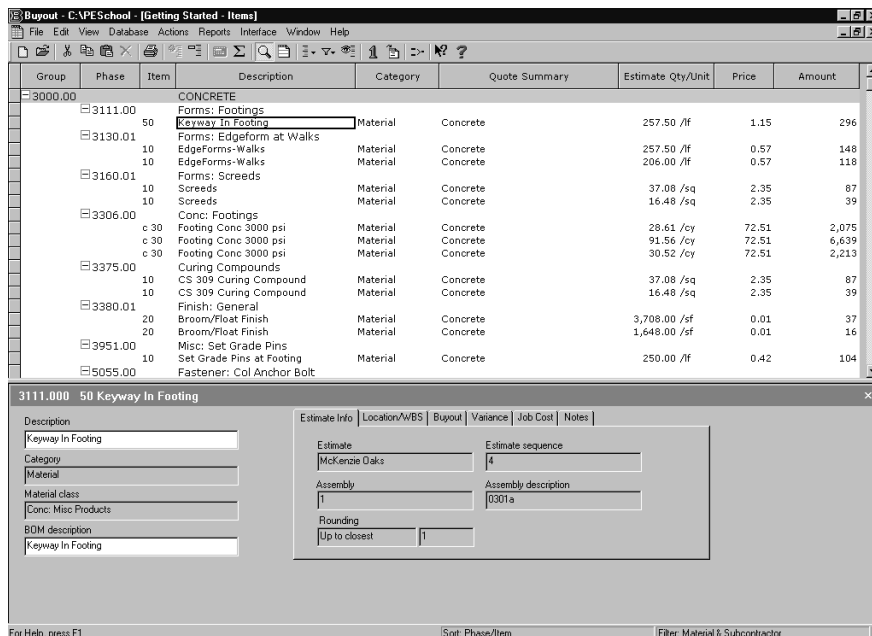 Buyout - C:\PESchool - [Getting Started - Items]
File Edit View Database Actions Reports Interface Window Help
Group Phase Item Description Category Quote Summary Estimate Qty/Unit Price Amount
3000.00 CONCRETE
3111.00 Forms: Footings
50 Keyway In Footing Material Concrete 257.50 /lf 1.15 296
3130.01 Forms: Edgeform at Walks
10 EdgeForms-Walks Material Concrete 257.50 /lf 0.57 148
10 EdgeForms-Walks Material Concrete 206.00 /lf 0.57 118
3160.01 Forms: Screeds
10 Screeds Material Concrete 37.08 /sq 2.35 87
10 Screeds Material Concrete 16.48 /sq 2.35 39
3306.00 Conc: Footings
c 30 Footing Conc 3000 psi Material Concrete 28.61 /cy 72.51 2,075
c 30 Footing Conc 3000 psi Material Concrete 91.56 /cy 72.51 6,639
c 30 Footing Conc 3000 psi Material Concrete 30.52 /cy 72.51 2,213
3375.00 Curing Compounds
10 CS 309 Curing Compound Material Concrete 37.08 /sq 2.35 87
10 CS 309 Curing Compound Material Concrete 16.48 /sq 2.35 39
3380.01 Finish: General
20 Broom/Float Finish Material Concrete 3,708.00 /sf 0.01 37
20 Broom/Float Finish Material Concrete 1,648.00 /sf 0.01 16
3951.00 Misc: Set Grade Pins
10 Set Grade Pins at Footing Material Concrete 250.00 /lf 0.42 104
5055.00 Fastener: Col Anchor Bolt
3111.000 50 Keyway In Footing
Description
Keyway In Footing
Category
Material
Material class
Conc: Misc Products
BOM description
Keyway In Footing
Estimate Info Location/WBS Buyout Variance Job Cost Notes
Estimate Estimate sequence
McKenzie Oaks 4
Assembly Assembly description
1 0301a
Rounding
Up to closest 1
For Help, press F1 Sort: Phase/Item Filter: Material & Subcontractor